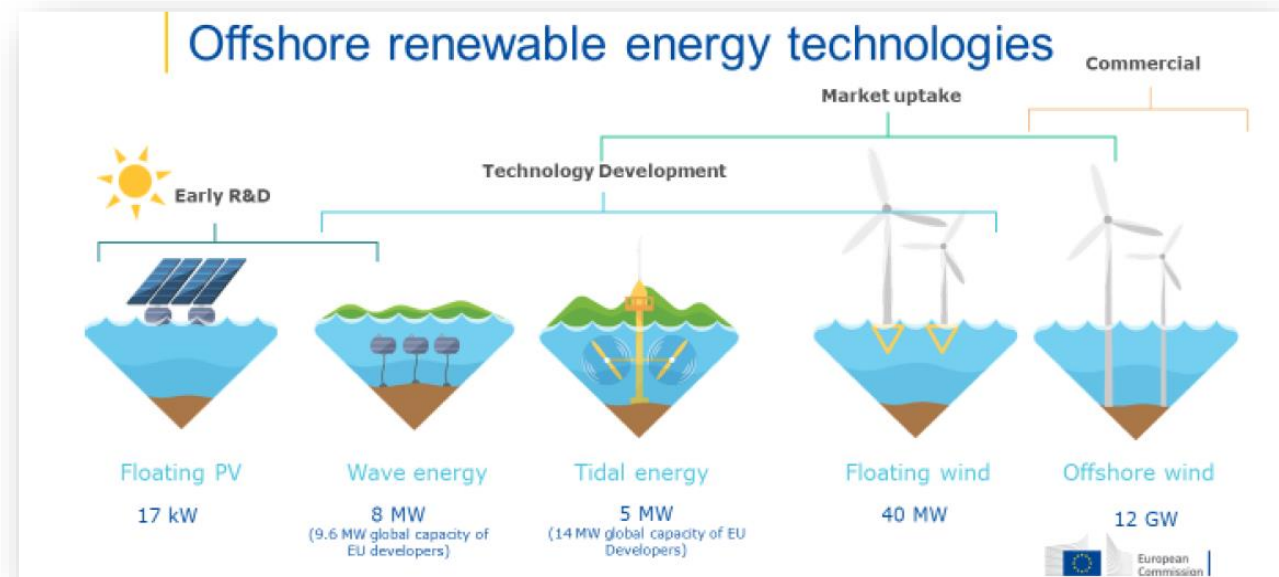 Offshore renewable energy technologies
Commercial
Market uptake
Technology Development
Early R&D
Floating PV
17 kW
Wave energy
8 MW
(9.6 MW global capacity of
EU developers)
Tidal energy
5 MW
(14 MW global capacity of EU
Developers)
Floating wind
40 MW
Offshore wind
12 GW
European
Commission